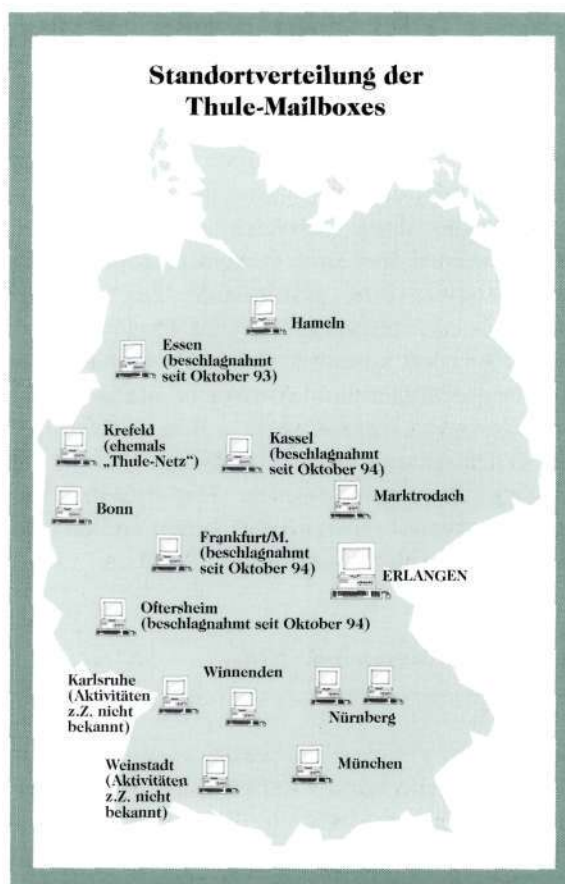 Standortverteilung der
Thule-Mailboxes
Hameln
Essen
(beschlagnahmt
seit Oktober 93)
Krefeld
(ehemals
„Thule-Netz")
Kassel
(beschlagnahmt
seit Oktober 94)
Bonn
Marktrodach
Frankfurt/M.
(beschlagnahmt
seit Oktober 94)
ERLANGEN
Oftersheim
(beschlagnahmt seit Oktober 94)
Karlsruhe
(Aktivitäten
z.Z. nicht
bekannt)
Winnenden
Nürnberg
Weinstadt
(Aktivitäten
z.Z. nicht
bekannt)
München